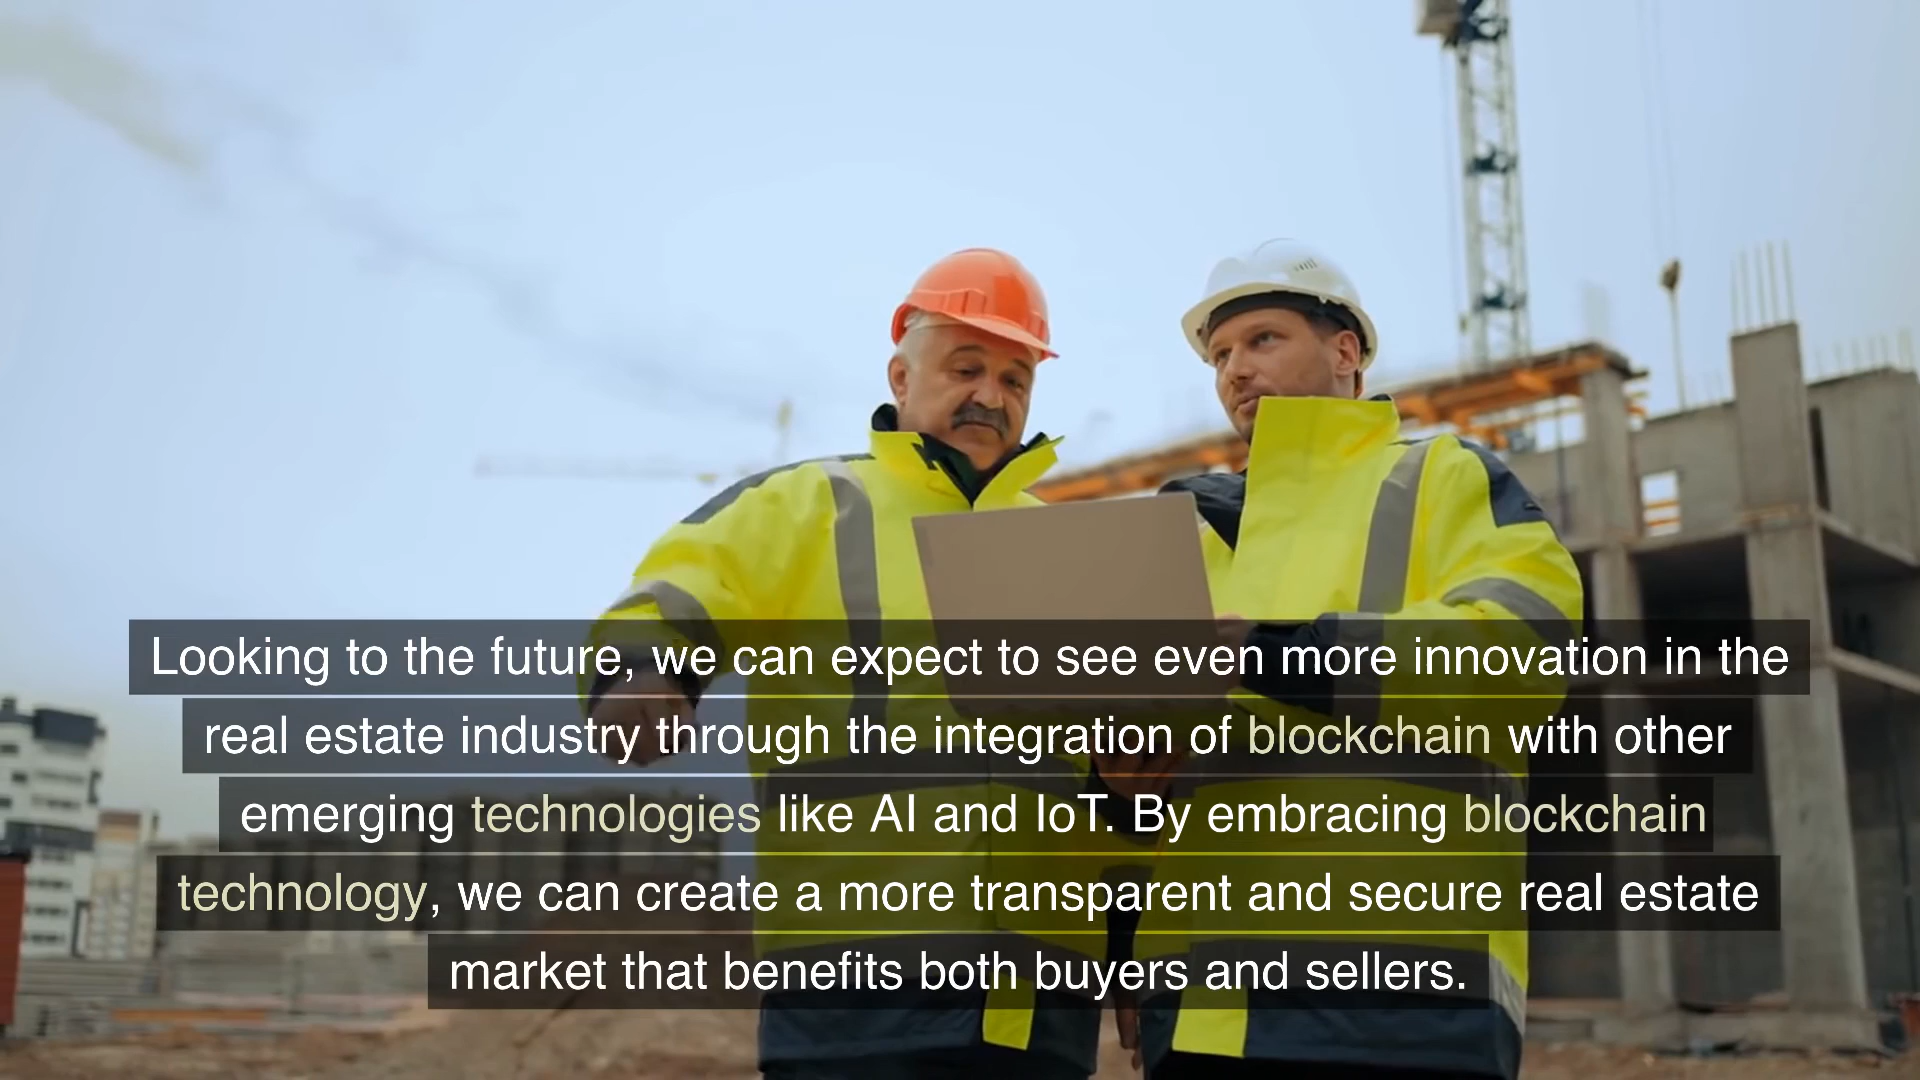 Looking to the future, we can expect to see even more innovation in the
real estate industry through the integration of blockchain with other
emerging technologies like AI and IoT. By embracing blockchain
technology, we can create a more transparent and secure real estate
market that benefits both buyers and sellers.